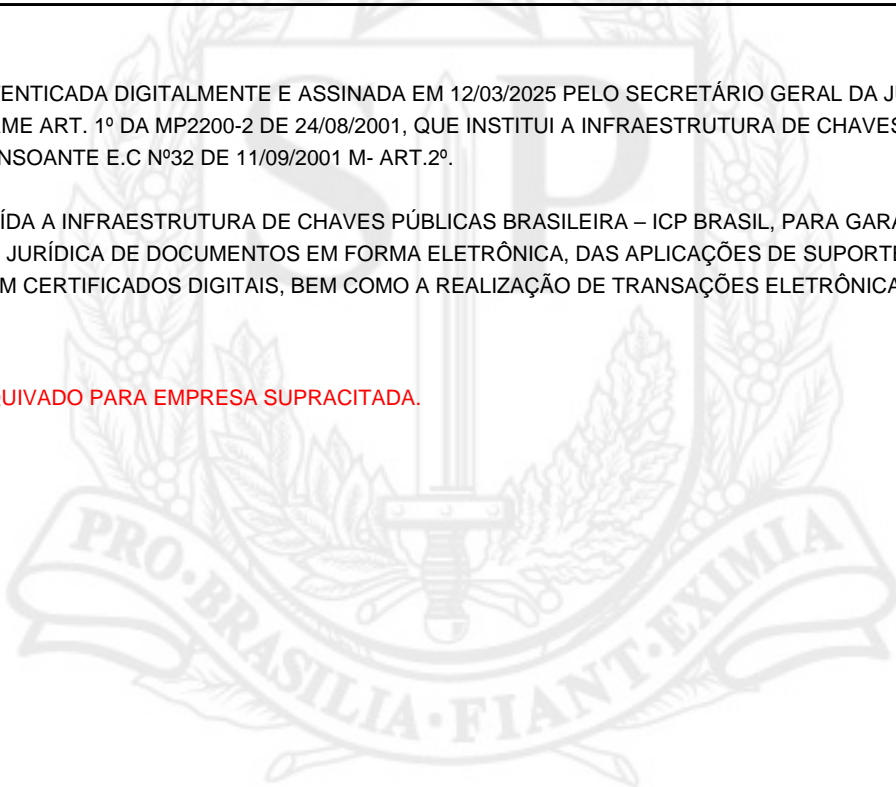 ENTICADA DIGITALMENTE E ASSINADA EM 12/03/2025 PELO SECRETÁRIO GERAL DA J
ME ART. 1º DA MP2200-2 DE 24/08/2001, QUE INSTITUI A INFRAESTRUTURA DE CHAVES
NSOANTE E.C Nº32 DE 11/09/2001 M- ART.2º.
ÍDA A INFRAESTRUTURA DE CHAVES PÚBLICAS BRASILEIRA – ICP BRASIL, PARA GARA
JURÍDICA DE DOCUMENTOS EM FORMA ELETRÔNICA, DAS APLICAÇÕES DE SUPORTE
M CERTIFICADOS DIGITAIS, BEM COMO A REALIZAÇÃO DE TRANSAÇÕES ELETRÔNICA
UIVADO PARA EMPRESA SUPRACITADA.
SP
PRO·BRASILIA·FIANT·EXIMIA